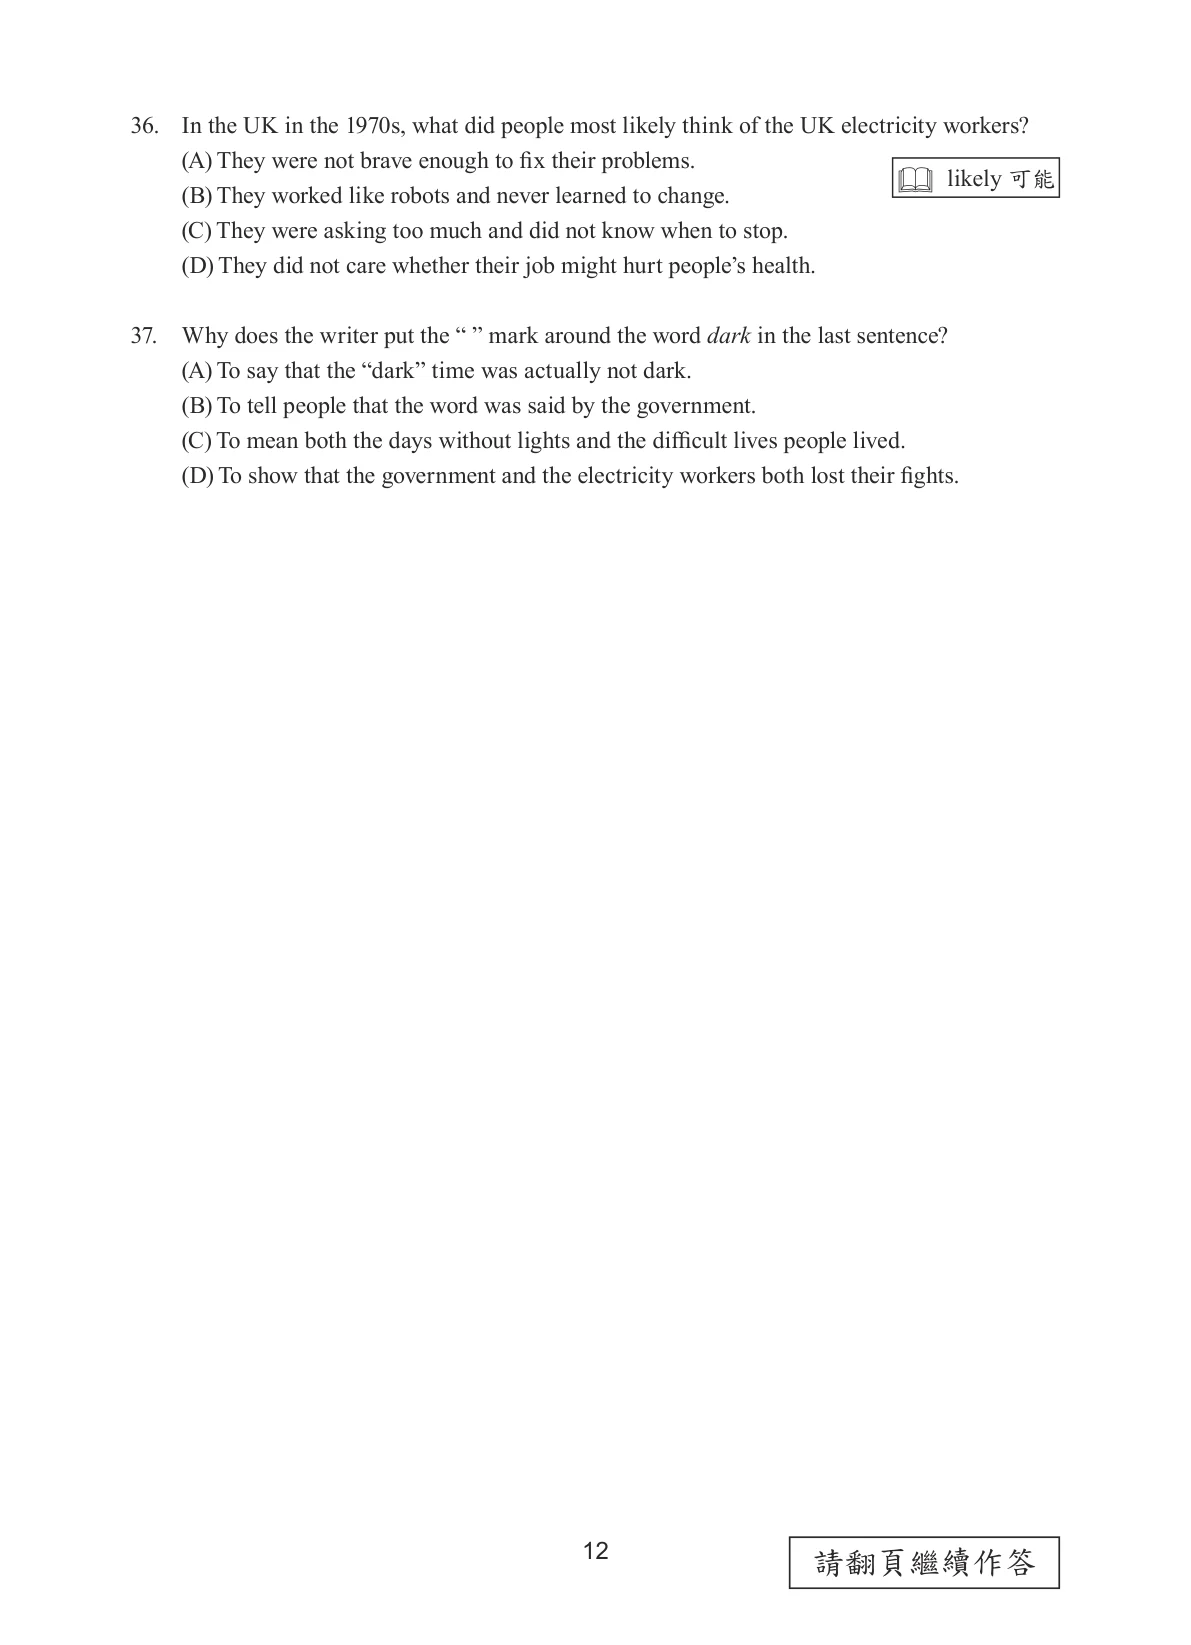 36. In the UK in the 1970s, what did people most likely think of the UK electricity workers?
(A) They were not brave enough to fix their problems.
likely 可能
(B) They worked like robots and never learned to change.
(C) They were asking too much and did not know when to stop.
(D) They did not care whether their job might hurt people’s health.
37. Why does the writer put the “ ” mark around the word dark in the last sentence?
(A) To say that the “dark” time was actually not dark.
(B) To tell people that the word was said by the government.
(C) To mean both the days without lights and the difficult lives people lived.
(D) To show that the government and the electricity workers both lost their fights.
12
請翻頁繼續作答